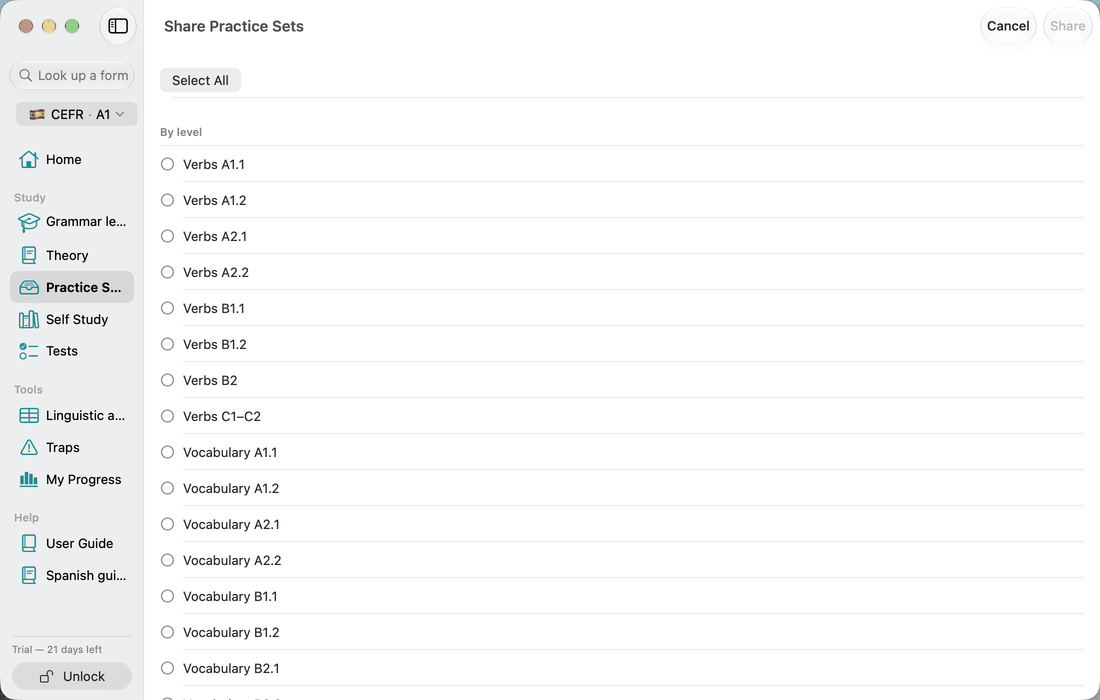 Share Practice Sets
Cancel
Share
Look up a form
CEFR · A1
Home
Study
Grammar le...
Theory
Practice S...
Self Study
Tests
Tools
Linguistic a...
Traps
My Progress
Help
User Guide
Spanish gui...
Trial — 21 days left
Unlock
Select All
By level
Verbs A1.1
Verbs A1.2
Verbs A2.1
Verbs A2.2
Verbs B1.1
Verbs B1.2
Verbs B2
Verbs C1–C2
Vocabulary A1.1
Vocabulary A1.2
Vocabulary A2.1
Vocabulary A2.2
Vocabulary B1.1
Vocabulary B1.2
Vocabulary B2.1